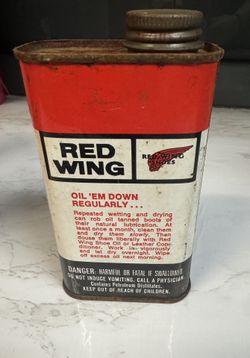 RED
WING
RED WING
SHOES
OIL 'EM DOWN
REGULARLY...
Repeated wetting and drying
can rob oil tanned boots of
their natural lubrication. At
least once a month, clean them
and dry them slowly. Then
douse them liberally with Red
Wing Shoe Oil or Leather Con-
ditioner. Work in vigorously
and let dry overnight. Wipe
off excess oil next morning.
DANGER: HARMFUL OR FATAL IF SWALLOWED
DO NOT INDUCE VOMITING. CALL A PHYSICIAN
Contains Petroleum Distillates.
KEEP OUT OF REACH OF CHILDREN.